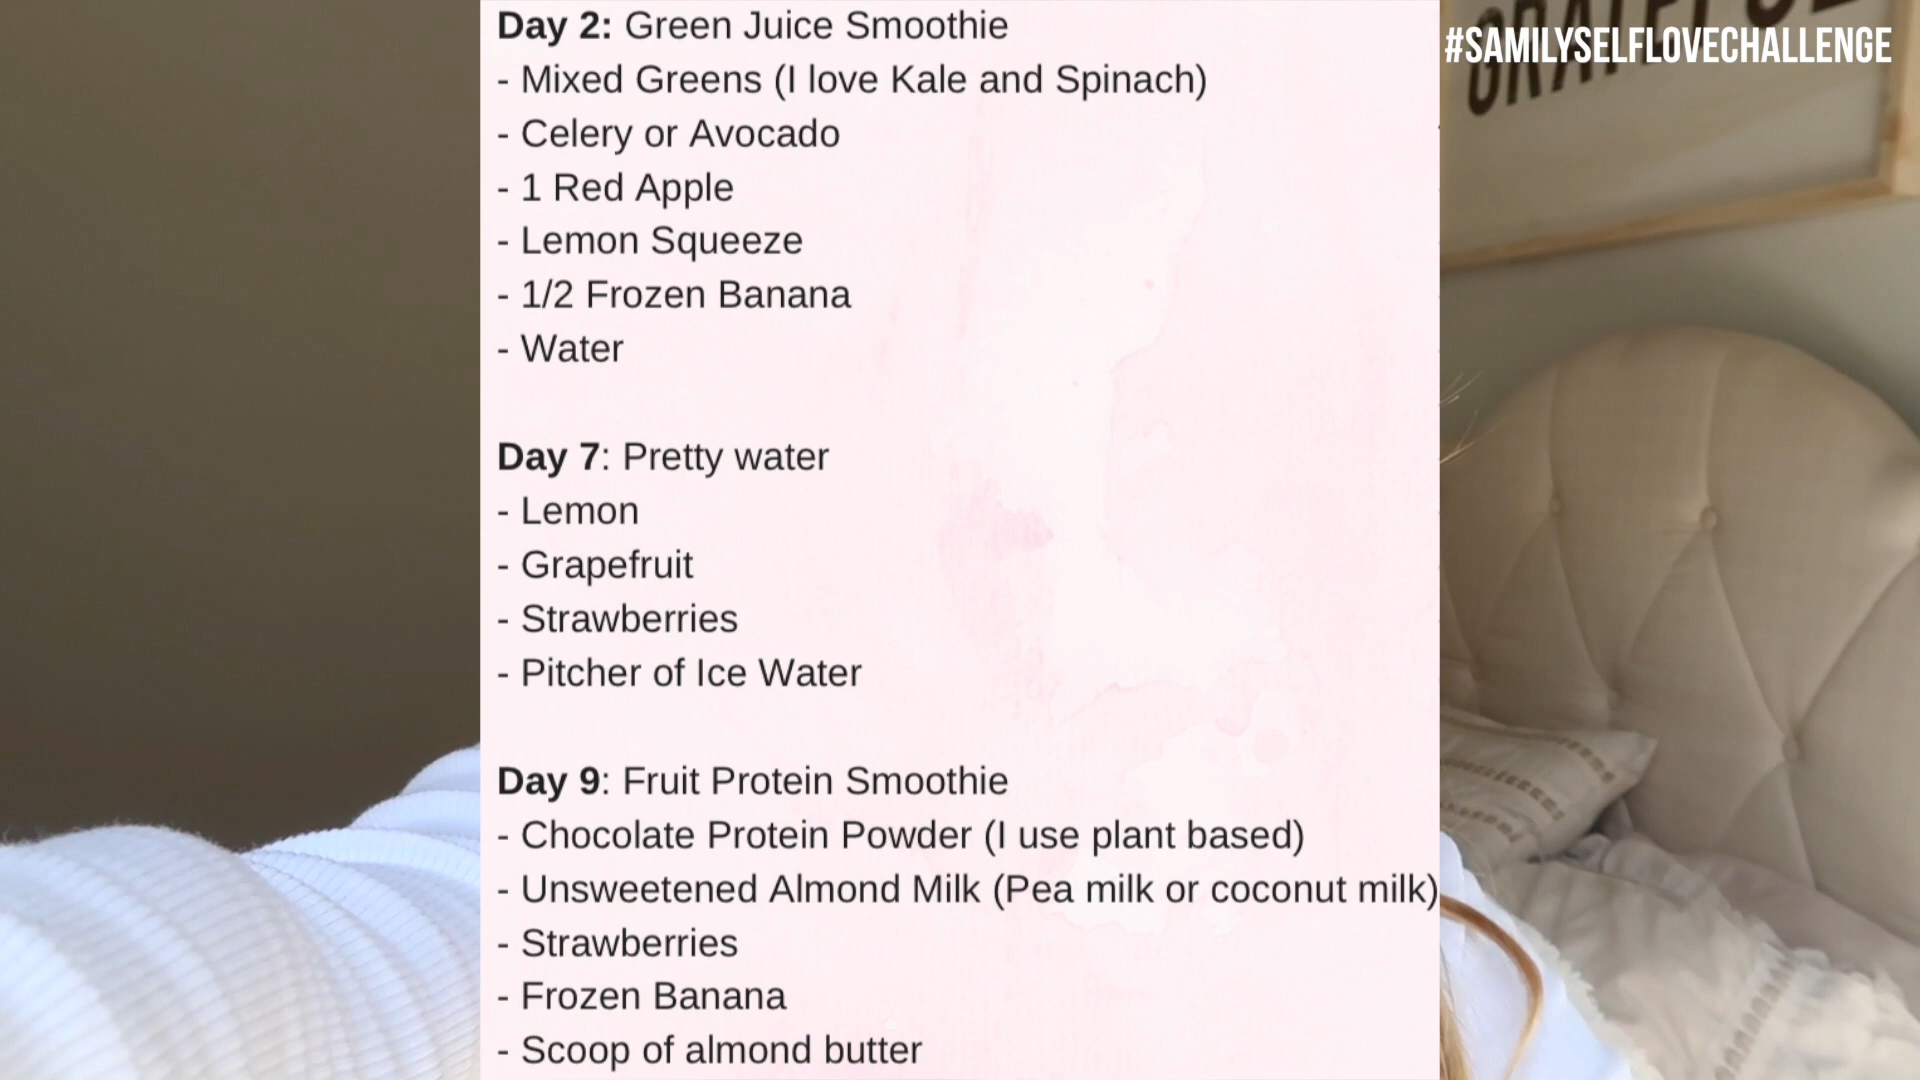 Day 2: Green Juice Smoothie
- Mixed Greens (I love Kale and Spinach)
- Celery or Avocado
- 1 Red Apple
- Lemon Squeeze
- 1/2 Frozen Banana
- Water
Day 7: Pretty water
- Lemon
- Grapefruit
- Strawberries
- Pitcher of Ice Water
Day 9: Fruit Protein Smoothie
- Chocolate Protein Powder (I use plant based)
- Unsweetened Almond Milk (Pea milk or coconut milk)
- Strawberries
- Frozen Banana
- Scoop of almond butter
#SAMILYSELFLOVECHALLENGE
GRATEFUL